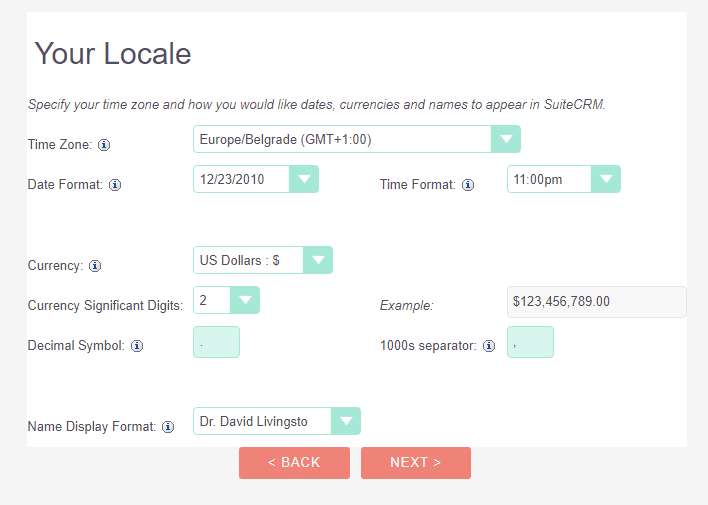 Your Locale
Specify your time zone and how you would like dates, currencies and names to appear in SuiteCRM.
Time Zone: i Europe/Belgrade (GMT+1:00)
Date Format: i 12/23/2010 Time Format: i 11:00pm
Currency: i US Dollars : $
Currency Significant Digits: 2 Example: $123,456,789.00
Decimal Symbol: i . 1000s separator: i ,
Name Display Format: i Dr. David Livingsto
< BACK NEXT >